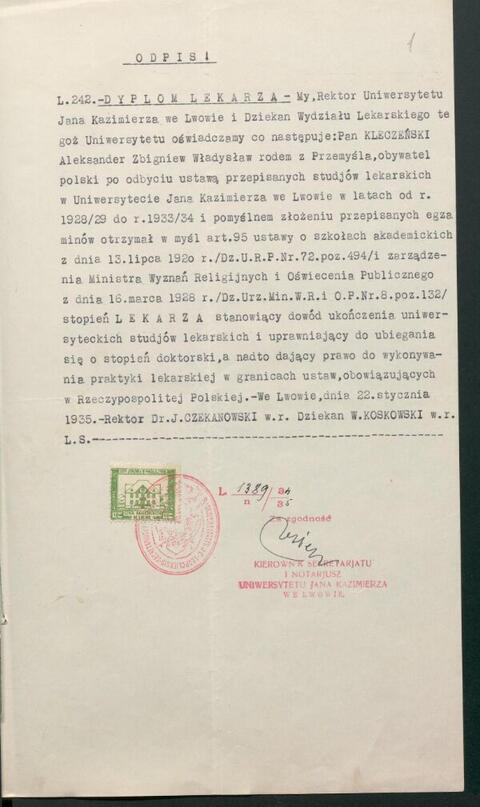 1
O D P I S !
L.242.-D Y P L O M  L E K A R Z A - My,Rektor Uniwersytetu
Jana Kazimierza we Lwowie i Dziekan Wydziału Lekarskiego te
goż Uniwersytetu oświadczamy co następuje:Pan KLECZEŃSKI
Aleksander Zbigniew Władysław rodem z Przemyśla,obywatel
polski po odbyciu ustawą przepisanych studjów lekarskich
w Uniwersytecie Jana Kazimierza we Lwowie w latach od r.
1928/29 do r.1933/34 i pomyślnem złożeniu przepisanych egza
minów otrzymał w myśl art.95 ustawy o szkołach akademickich
z dnia 13.lipca 192o r./Dz.U.R.P.Nr.72.poz.494/i zarządze-
nia Ministra Wyznań Religijnych i Oświecenia Publicznego
z dnia 16.marca 1928 r./Dz.Urz.Min.W.R.i O.P.Nr.8.poz.132/
stopień L E K A R Z A  stanowiący dowód ukończenia uniwer-
syteckich studjów lekarskich i uprawniający do ubiegania
się o stopień doktorski,a nadto dający prawo do wykonywa-
nia praktyki lekarskiej w granicach ustaw,obowiązujących
w Rzeczypospolitej Polskiej.-We Lwowie,dnia 22.stycznia
1935.-Rektor Dr.J.CZEKANOWSKI w.r. Dziekan W.KOSKOWSKI w.r.
L.S.
L 1389/n 34/35
Za zgodność
KIEROWNIK SEKRETARJATU
I NOTARJUSZ
UNIWERSYTETU JANA KAZIMIERZA
WE LWOWIE.